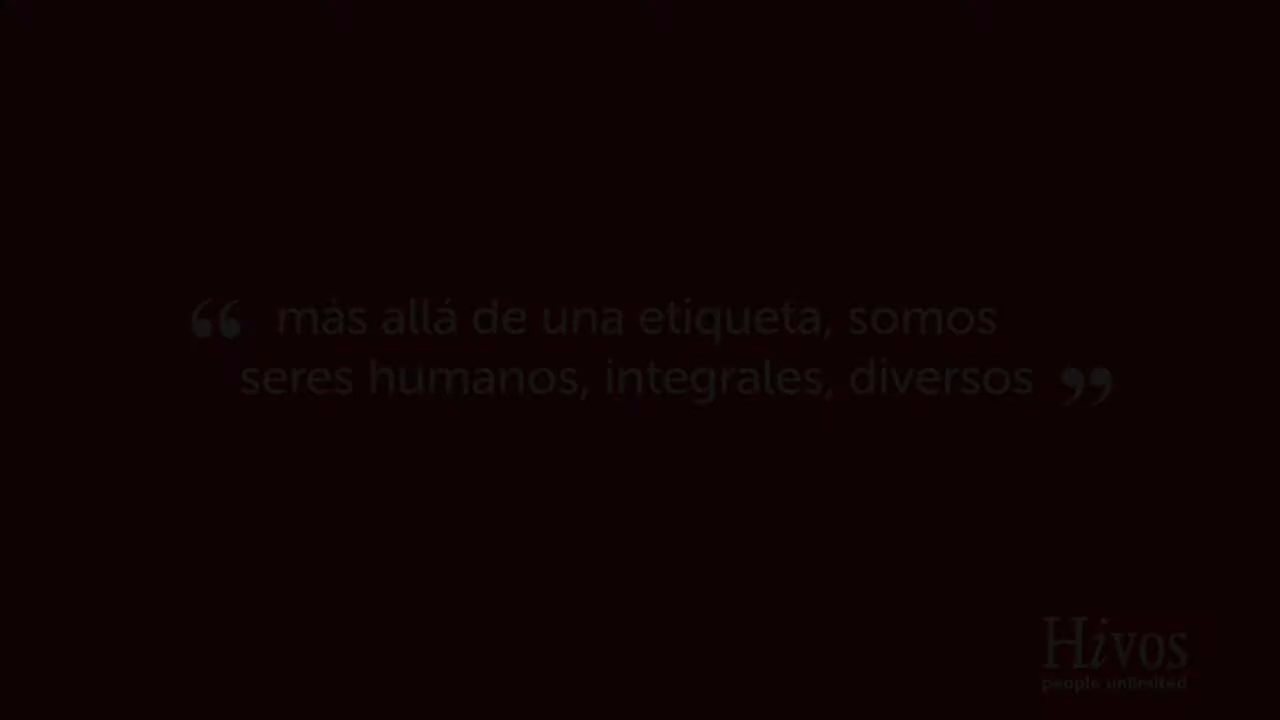 “ más allá de una etiqueta, somos
seres humanos, integrales, diversos ”
Hivos
people unlimited